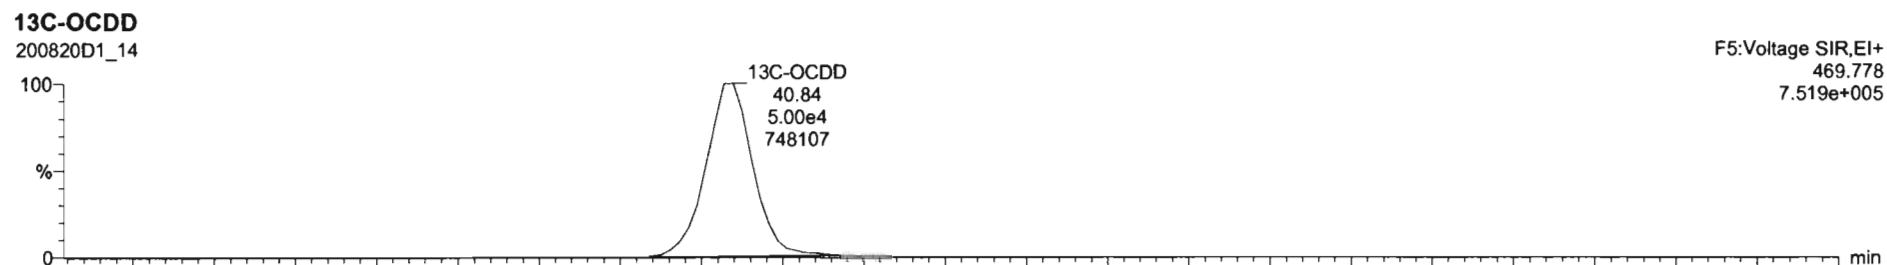 13C-OCDD
200820D1_14
F5:Voltage SIR,EI+
469.778
7.519e+005
100
13C-OCDD
40.84
5.00e4
748107
%
0
min